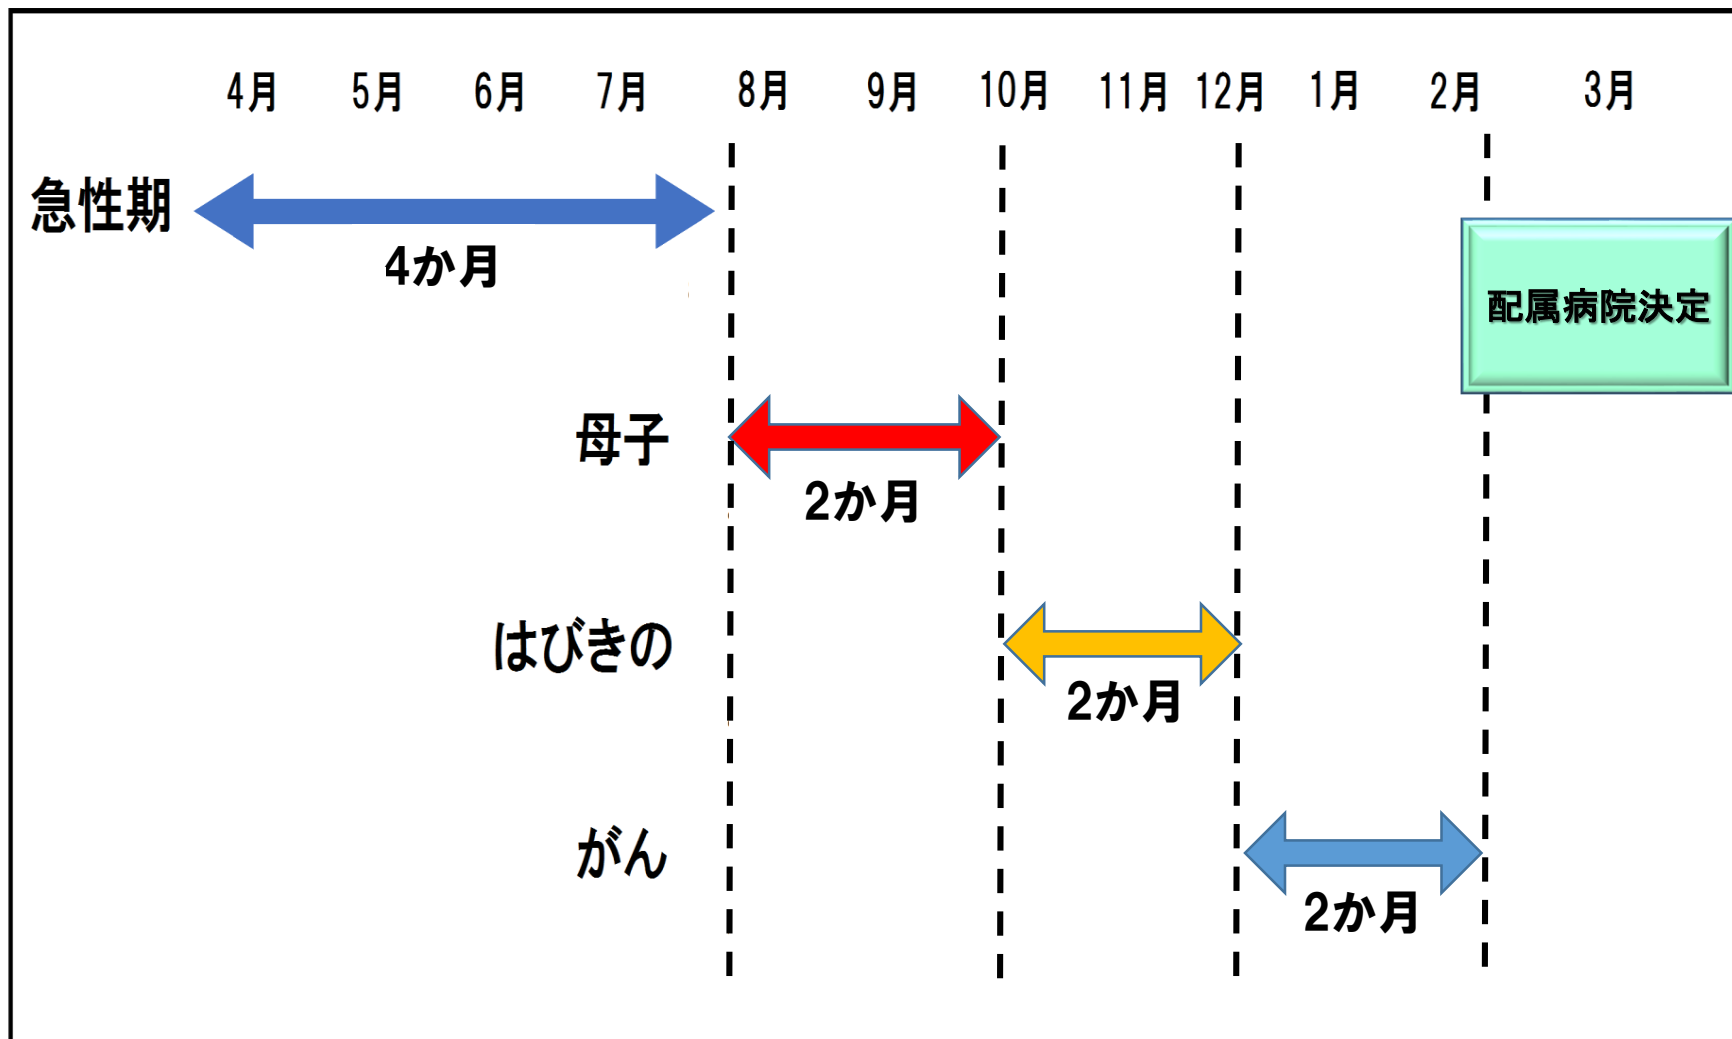 4月 5月 6月 7月 8月 9月 10月 11月 12月 1月 2月 3月
急性期
4か月
配属病院決定
母子
2か月
はびきの
2か月
がん
2か月